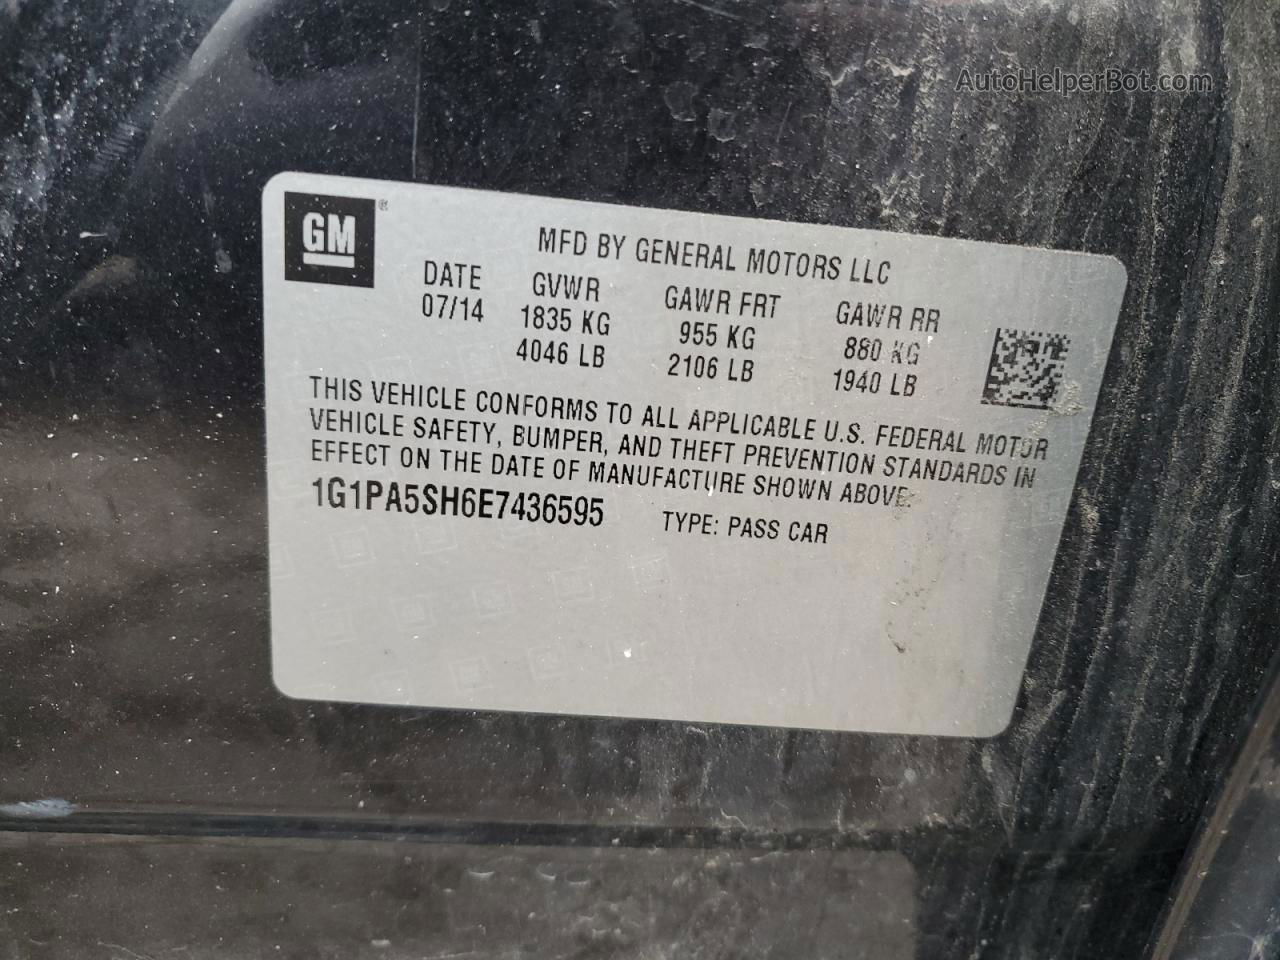 AutoHelperBot.com
GM ®
MFD BY GENERAL MOTORS LLC
DATE GVWR GAWR FRT GAWR RR
07/14 1835 KG 955 KG 880 KG
4046 LB 2106 LB 1940 LB
THIS VEHICLE CONFORMS TO ALL APPLICABLE U.S. FEDERAL MOTOR
VEHICLE SAFETY, BUMPER, AND THEFT PREVENTION STANDARDS IN
EFFECT ON THE DATE OF MANUFACTURE SHOWN ABOVE.
1G1PA5SH6E7436595 TYPE: PASS CAR